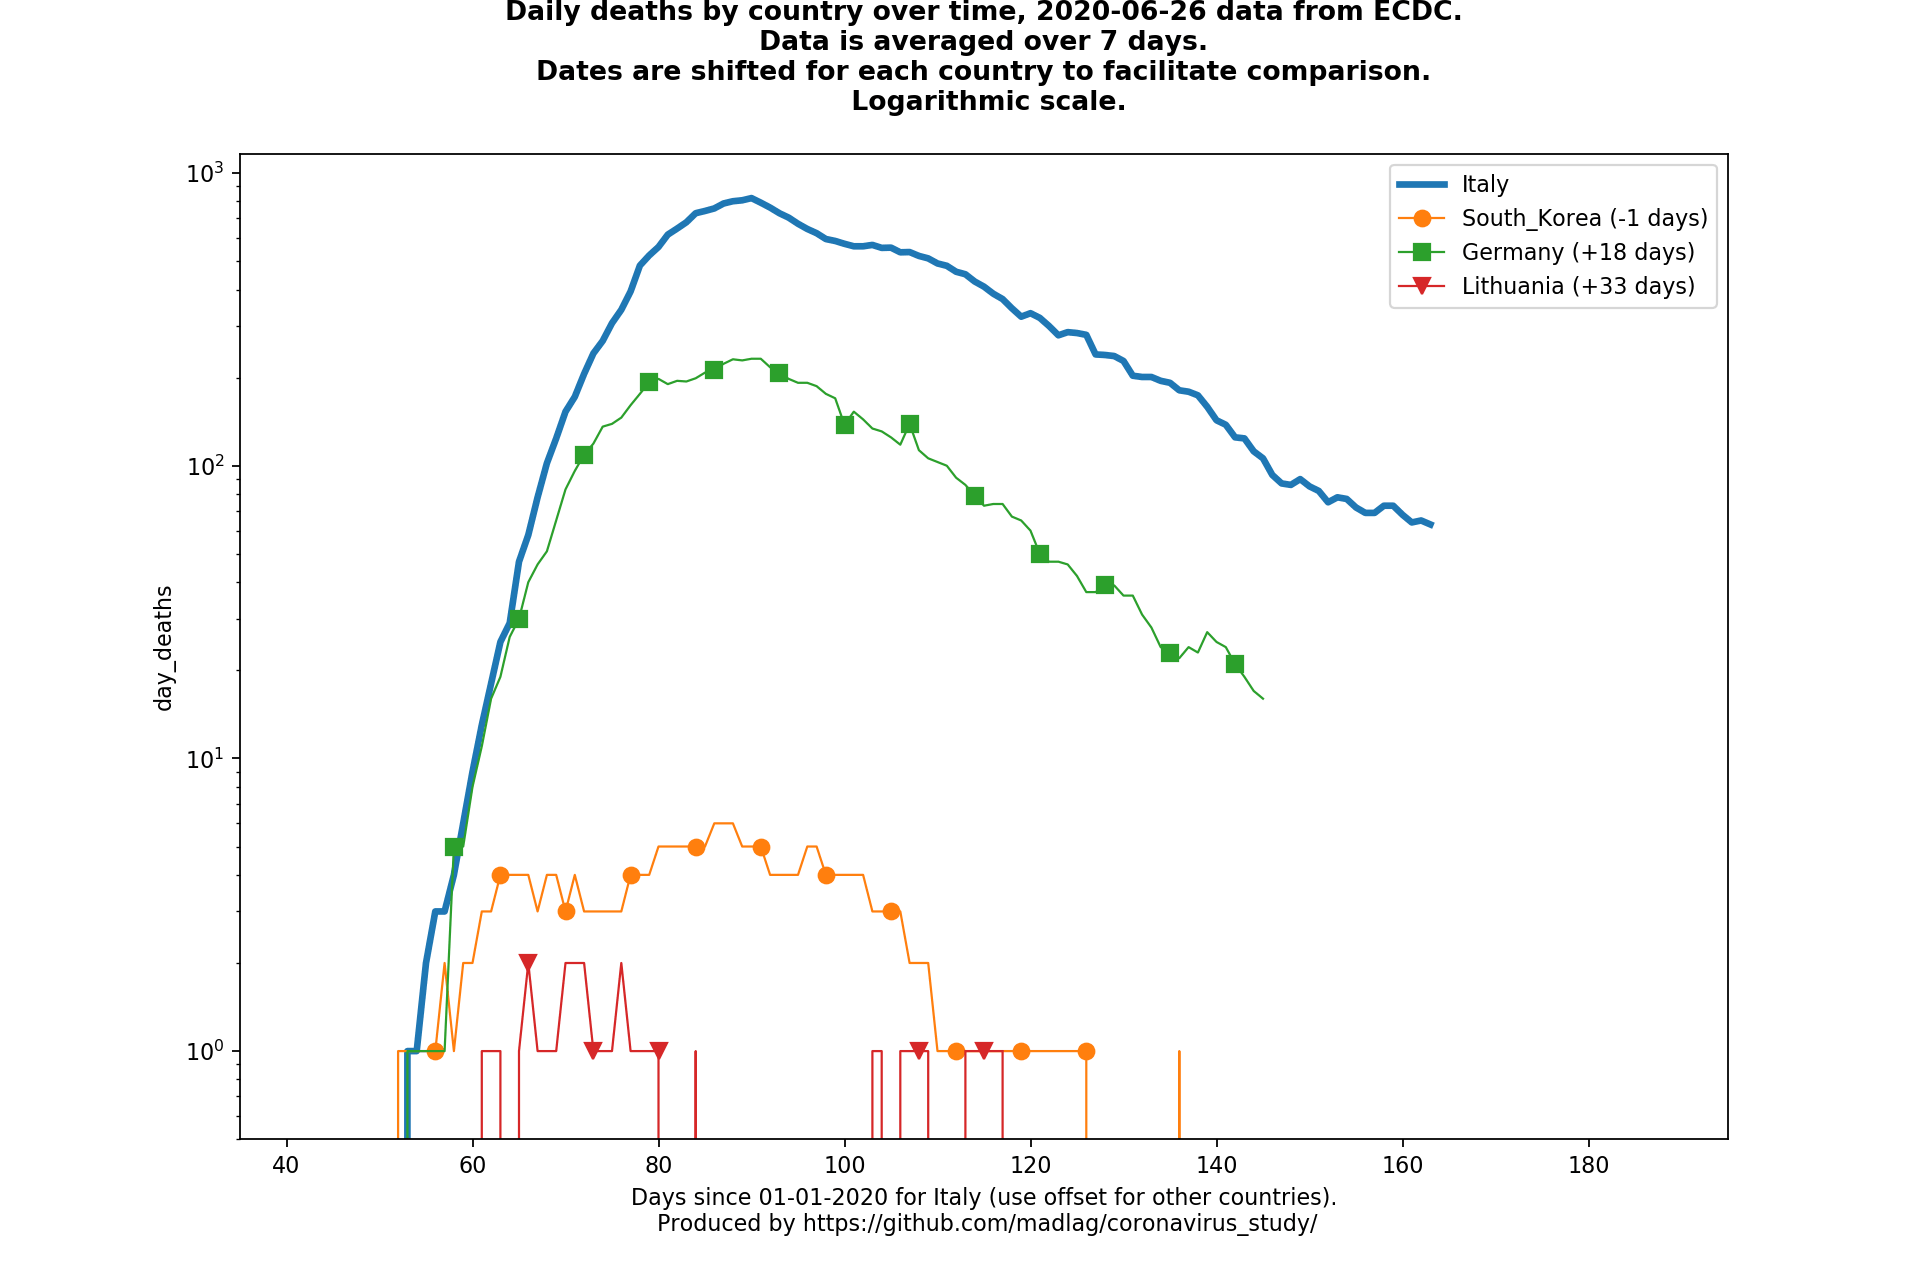 Daily deaths by country over time, 2020-06-26 data from ECDC.
Data is averaged over 7 days.
Dates are shifted for each country to facilitate comparison.
Logarithmic scale.
10³
10²
10¹
10⁰
day_deaths
Italy
South_Korea (-1 days)
Germany (+18 days)
Lithuania (+33 days)
40 60 80 100 120 140 160 180
Days since 01-01-2020 for Italy (use offset for other countries).
Produced by https://github.com/madlag/coronavirus_study/